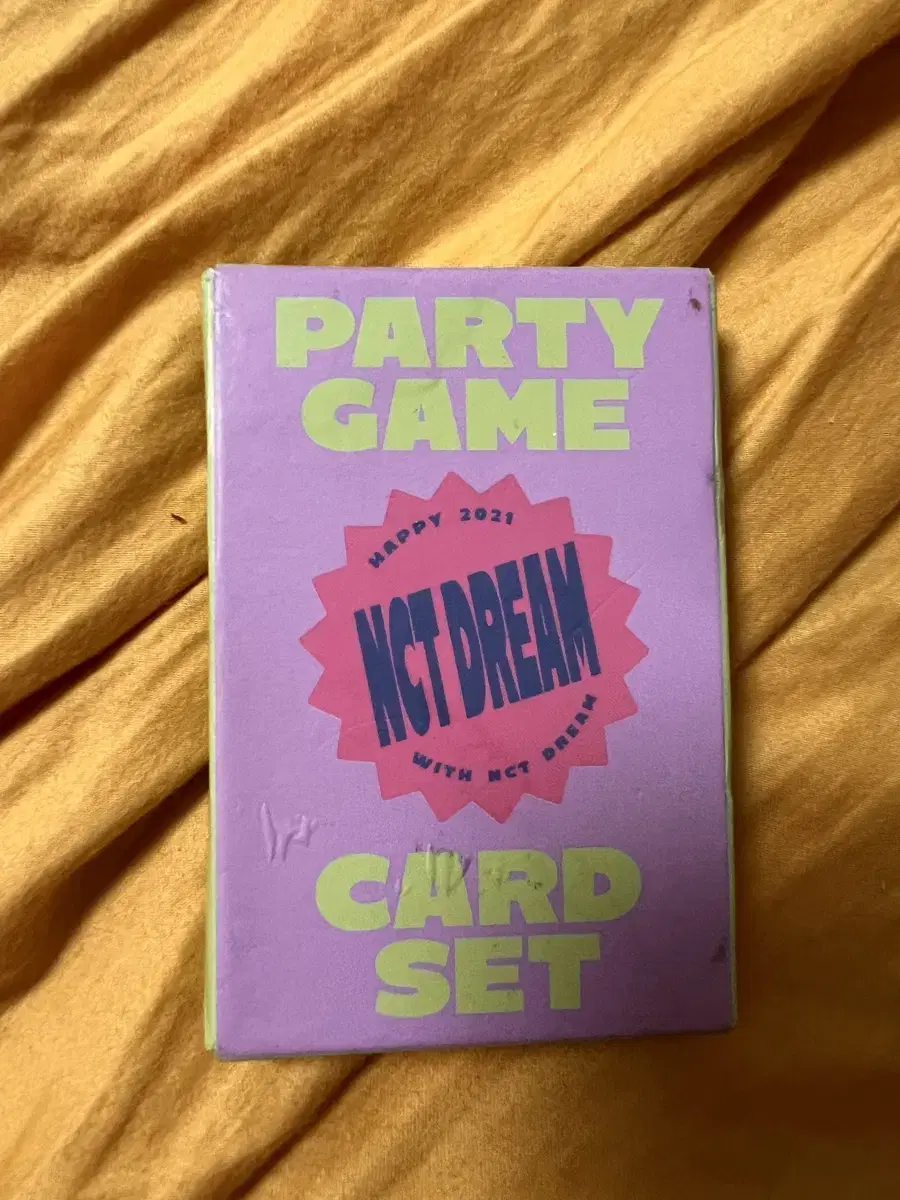 PARTY
GAME
HAPPY 2021
NCT DREAM
WITH NCT DREAM
CARD
SET